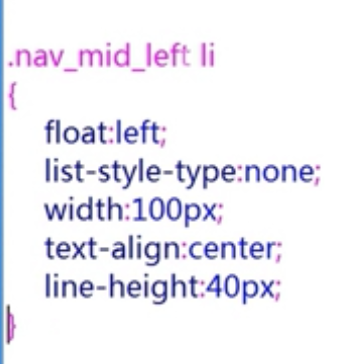 .nav_mid_left li
{
float:left;
list-style-type:none;
width:100px;
text-align:center;
line-height:40px;
}